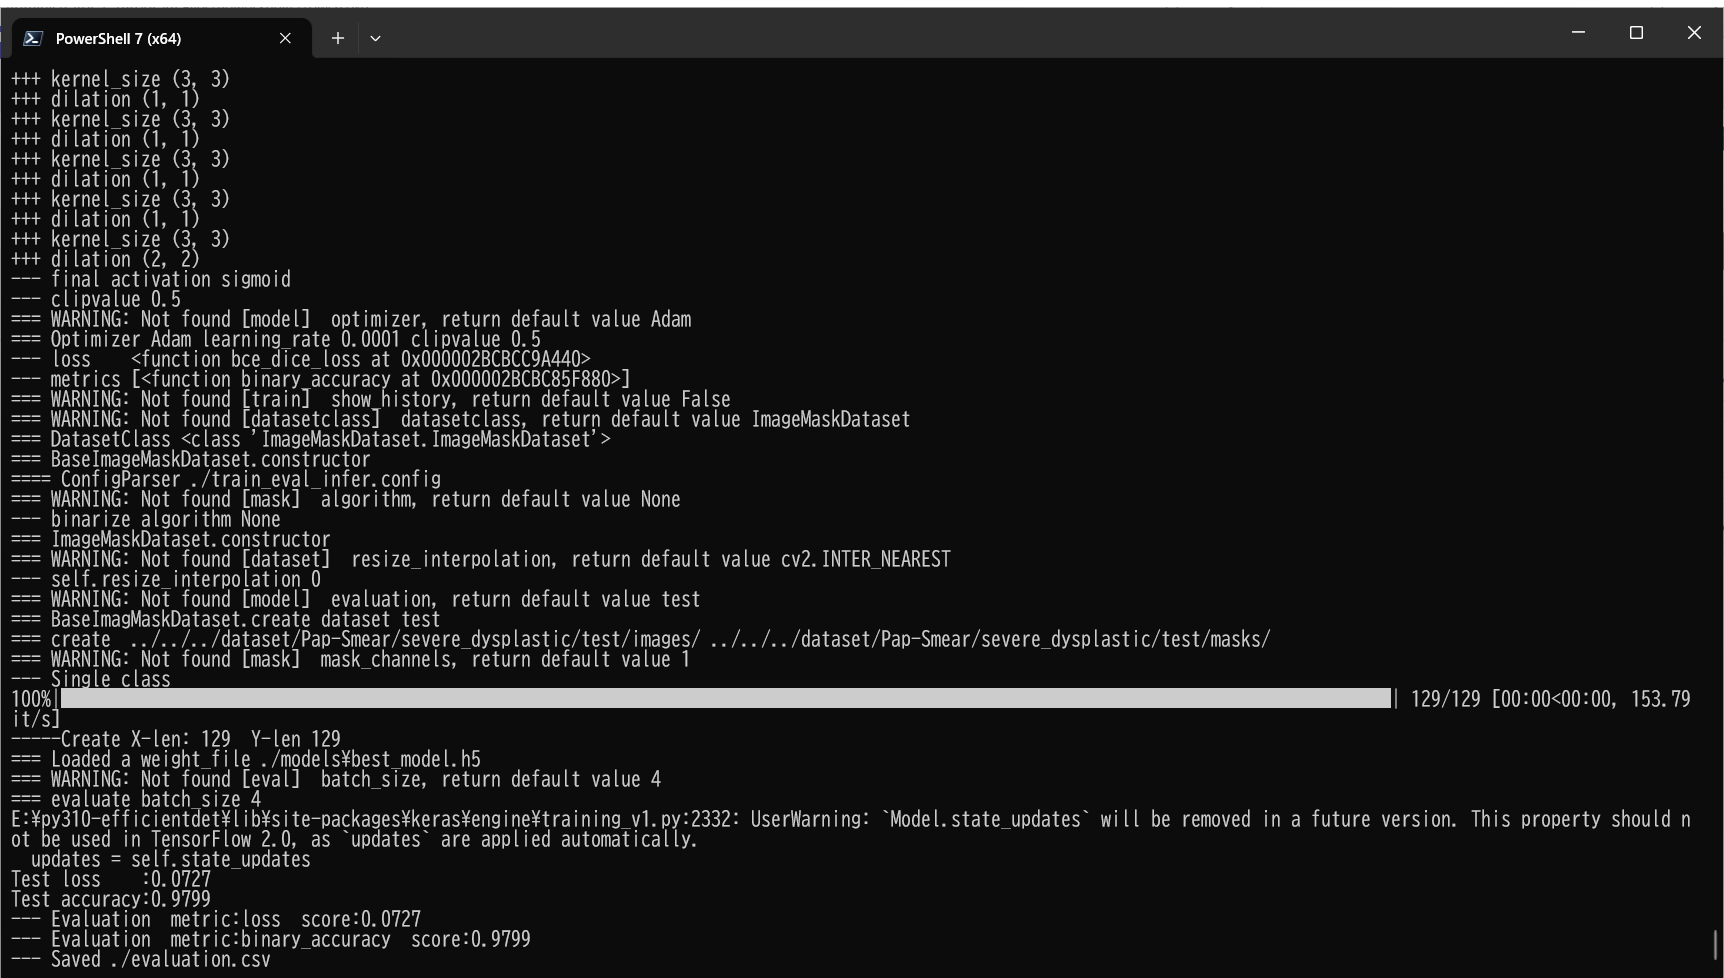 PowerShell 7 (x64)
+++ kernel_size (3, 3)
+++ dilation (1, 1)
+++ kernel_size (3, 3)
+++ dilation (1, 1)
+++ kernel_size (3, 3)
+++ dilation (1, 1)
+++ kernel_size (3, 3)
+++ dilation (1, 1)
+++ kernel_size (3, 3)
+++ dilation (2, 2)
--- final activation sigmoid
--- clipvalue 0.5
=== WARNING: Not found [model]  optimizer, return default value Adam
=== Optimizer Adam learning_rate 0.0001 clipvalue 0.5
--- loss    <function bce_dice_loss at 0x000002BCBCC9A440>
--- metrics [<function binary_accuracy at 0x000002BCBC85F880>]
=== WARNING: Not found [train]  show_history, return default value False
=== WARNING: Not found [datasetclass]  datasetclass, return default value ImageMaskDataset
=== DatasetClass <class 'ImageMaskDataset.ImageMaskDataset'>
=== BaseImageMaskDataset.constructor
==== ConfigParser ./train_eval_infer.config
=== WARNING: Not found [mask]  algorithm, return default value None
--- binarize algorithm None
=== ImageMaskDataset.constructor
=== WARNING: Not found [dataset]  resize_interpolation, return default value cv2.INTER_NEAREST
--- self.resize_interpolation 0
=== WARNING: Not found [model]  evaluation, return default value test
=== BaseImagMaskDataset.create dataset test
=== create  ../../../dataset/Pap-Smear/severe_dysplastic/test/images/ ../../../dataset/Pap-Smear/severe_dysplastic/test/masks/
=== WARNING: Not found [mask]  mask_channels, return default value 1
--- Single class
100%| | 129/129 [00:00<00:00, 153.79
it/s]
-----Create X-len: 129  Y-len 129
=== Loaded a weight_file ./models¥best_model.h5
=== WARNING: Not found [eval]  batch_size, return default value 4
=== evaluate batch_size 4
E:¥py310-efficientdet¥lib¥site-packages¥keras¥engine¥training_v1.py:2332: UserWarning: `Model.state_updates` will be removed in a future version. This property should n
ot be used in TensorFlow 2.0, as `updates` are applied automatically.
  updates = self.state_updates
Test loss    :0.0727
Test accuracy:0.9799
--- Evaluation  metric:loss  score:0.0727
--- Evaluation  metric:binary_accuracy  score:0.9799
--- Saved ./evaluation.csv